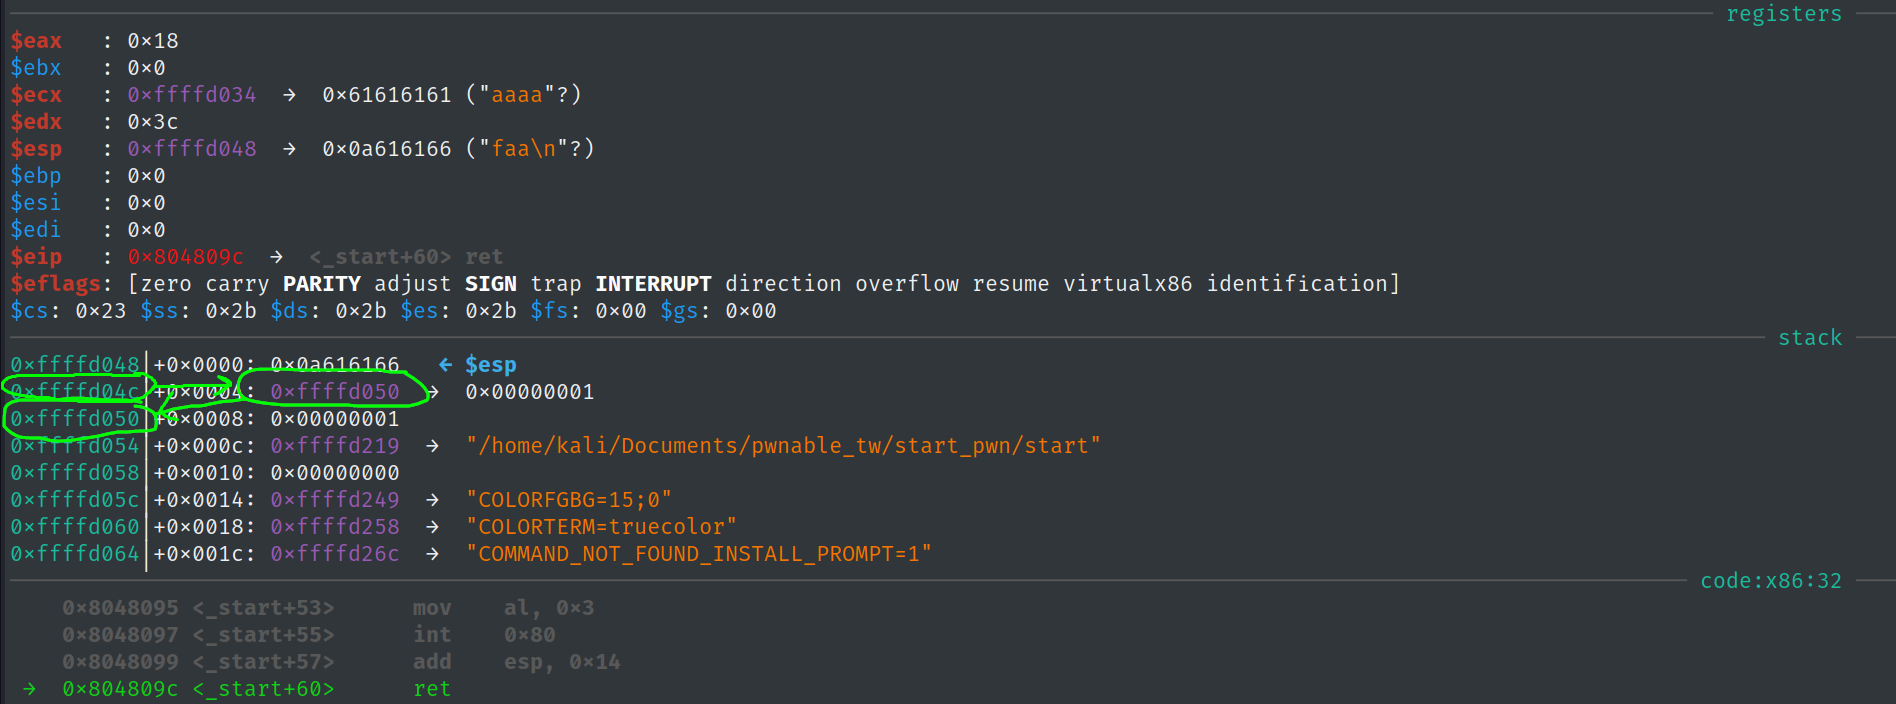 registers
$eax   : 0×18
$ebx   : 0×0
$ecx   : 0×ffffd034  →  0×61616161 ("aaaa"?)
$edx   : 0×3c
$esp   : 0×ffffd048  →  0×0a616166 ("faa\n"?)
$ebp   : 0×0
$esi   : 0×0
$edi   : 0×0
$eip   : 0×804809c  →  <_start+60> ret
$eflags: [zero carry PARITY adjust SIGN trap INTERRUPT direction overflow resume virtualx86 identification]
$cs: 0×23 $ss: 0×2b $ds: 0×2b $es: 0×2b $fs: 0×00 $gs: 0×00
stack
0×ffffd048│+0×0000: 0×0a616166   ← $esp
0×ffffd04c│+0×0004: 0×ffffd050  →  0×00000001
0×ffffd050│+0×0008: 0×00000001
0×ffffd054│+0×000c: 0×ffffd219  →  "/home/kali/Documents/pwnable_tw/start_pwn/start"
0×ffffd058│+0×0010: 0×00000000
0×ffffd05c│+0×0014: 0×ffffd249  →  "COLORFGBG=15;0"
0×ffffd060│+0×0018: 0×ffffd258  →  "COLORTERM=truecolor"
0×ffffd064│+0×001c: 0×ffffd26c  →  "COMMAND_NOT_FOUND_INSTALL_PROMPT=1"
code:x86:32
0×8048095 <_start+53>      mov    al, 0×3
0×8048097 <_start+55>      int    0×80
0×8048099 <_start+57>      add    esp, 0×14
→  0×804809c <_start+60>      ret